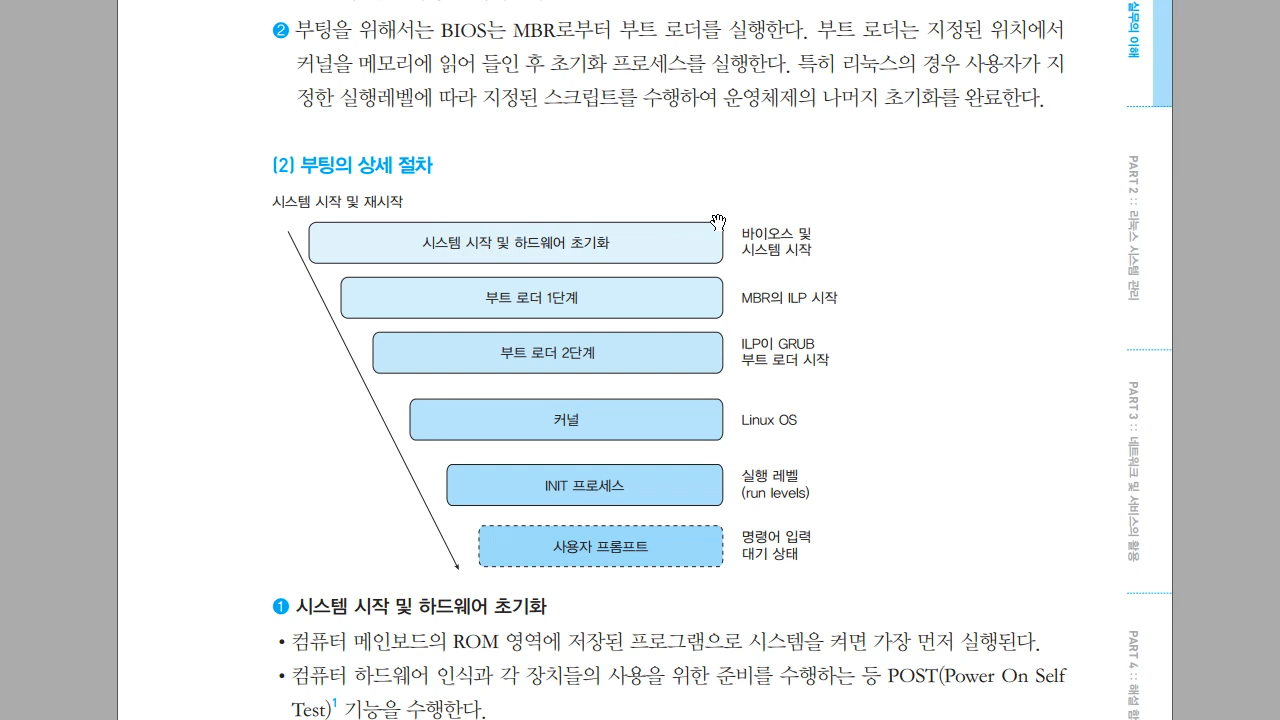 ❷ 부팅을 위해서는 BIOS는 MBR로부터 부트 로더를 실행한다. 부트 로더는 지정된 위치에서
커널을 메모리에 읽어 들인 후 초기화 프로세스를 실행한다. 특히 리눅스의 경우 사용자가 지
정한 실행레벨에 따라 지정된 스크립트를 수행하여 운영체제의 나머지 초기화를 완료한다.
(2) 부팅의 상세 절차
시스템 시작 및 재시작
시스템 시작 및 하드웨어 초기화
바이오스 및
시스템 시작
부트 로더 1단계
MBR의 ILP 시작
부트 로더 2단계
ILP이 GRUB
부트 로더 시작
커널
Linux OS
INIT 프로세스
실행 레벨
(run levels)
사용자 프롬프트
명령어 입력
대기 상태
❶ 시스템 시작 및 하드웨어 초기화
• 컴퓨터 메인보드의 ROM 영역에 저장된 프로그램으로 시스템을 켜면 가장 먼저 실행된다.
• 컴퓨터 하드웨어 인식과 각 장치들의 사용을 위한 준비를 수행하는 등 POST(Power On Self
Test)1 기능을 수행한다.
실무의 이해
PART 2 :: 리눅스 시스템 관리
PART 3 :: 네트워크 및 서비스의 활용
PART 4 :: 해설